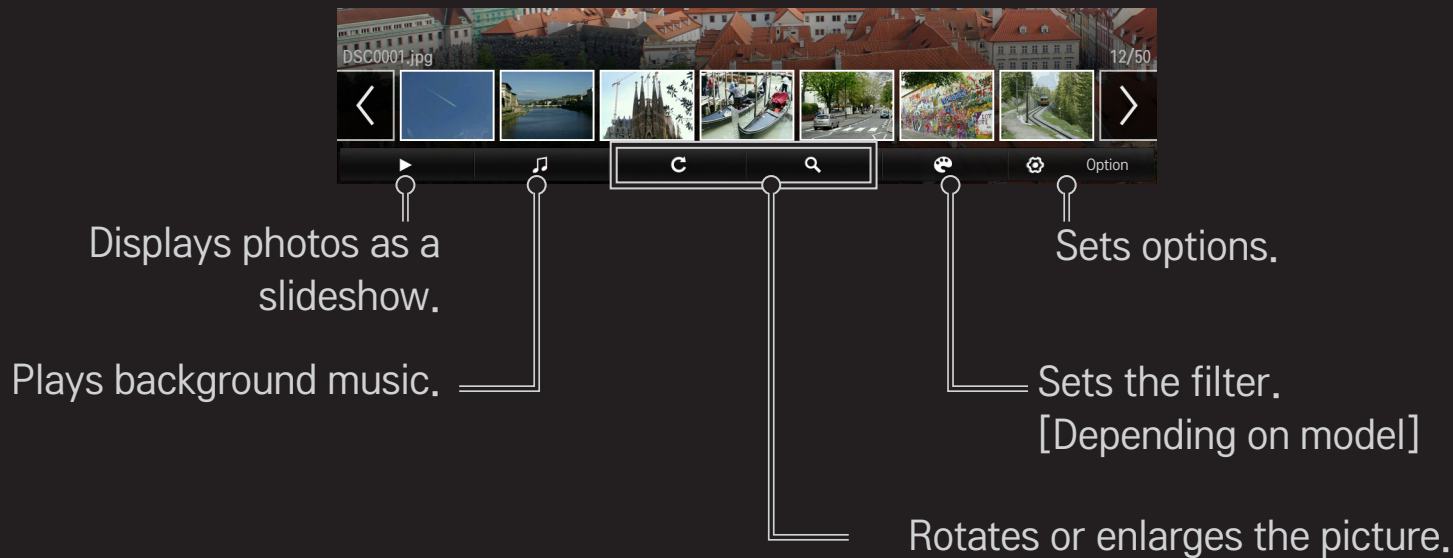 DSC0001.jpg
12/50
Option
Displays photos as a
slideshow.
Sets options.
Plays background music.
Sets the filter.
[Depending on model]
Rotates or enlarges the picture.